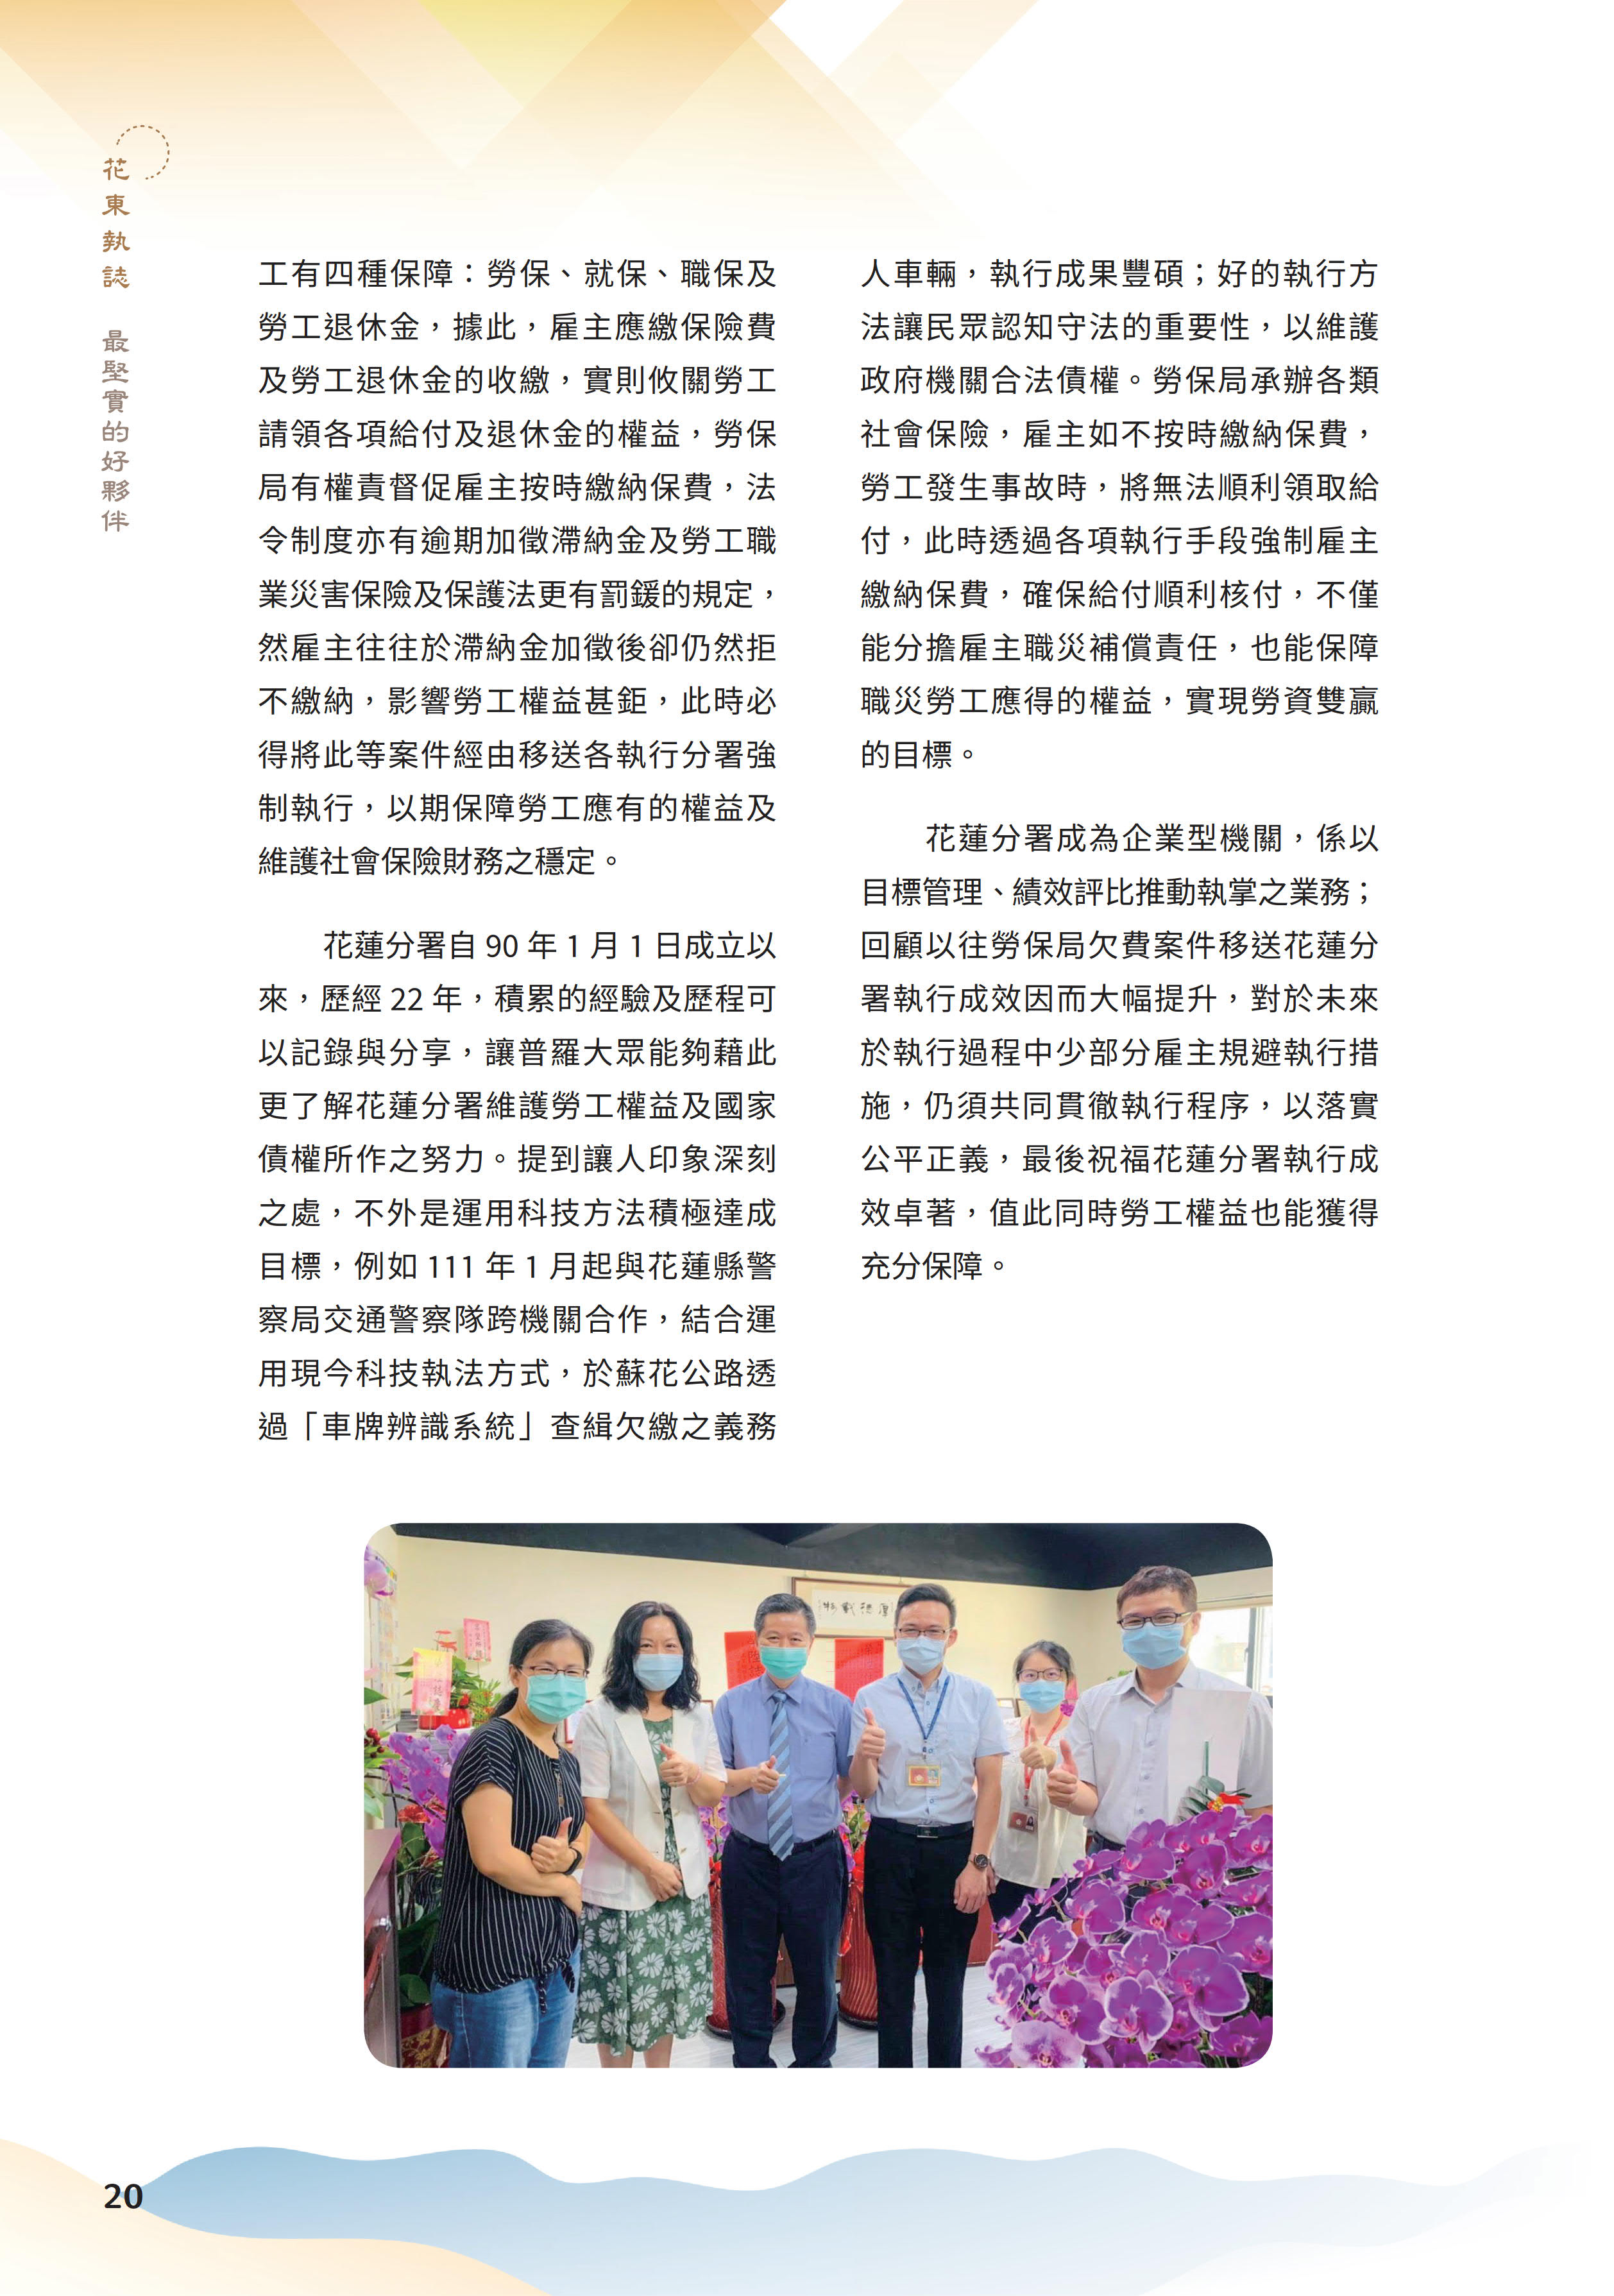 花東執誌
最堅實的好夥伴
工有四種保障：勞保、就保、職保及
勞工退休金，據此，雇主應繳保險費
及勞工退休金的收繳，實則攸關勞工
請領各項給付及退休金的權益，勞保
局有權責督促雇主按時繳納保費，法
令制度亦有逾期加徵滯納金及勞工職
業災害保險及保護法更有罰鍰的規定，
然雇主往往於滯納金加徵後卻仍然拒
不繳納，影響勞工權益甚鉅，此時必
得將此等案件經由移送各執行分署強
制執行，以期保障勞工應有的權益及
維護社會保險財務之穩定。
花蓮分署自 90 年 1 月 1 日成立以
來，歷經 22 年，積累的經驗及歷程可
以記錄與分享，讓普羅大眾能夠藉此
更了解花蓮分署維護勞工權益及國家
債權所作之努力。提到讓人印象深刻
之處，不外是運用科技方法積極達成
目標，例如 111 年 1 月起與花蓮縣警
察局交通警察隊跨機關合作，結合運
用現今科技執法方式，於蘇花公路透
過「車牌辨識系統」查緝欠繳之義務
人車輛，執行成果豐碩；好的執行方
法讓民眾認知守法的重要性，以維護
政府機關合法債權。勞保局承辦各類
社會保險，雇主如不按時繳納保費，
勞工發生事故時，將無法順利領取給
付，此時透過各項執行手段強制雇主
繳納保費，確保給付順利核付，不僅
能分擔雇主職災補償責任，也能保障
職災勞工應得的權益，實現勞資雙贏
的目標。
花蓮分署成為企業型機關，係以
目標管理、績效評比推動執掌之業務；
回顧以往勞保局欠費案件移送花蓮分
署執行成效因而大幅提升，對於未來
於執行過程中少部分雇主規避執行措
施，仍須共同貫徹執行程序，以落實
公平正義，最後祝福花蓮分署執行成
效卓著，值此同時勞工權益也能獲得
充分保障。
20